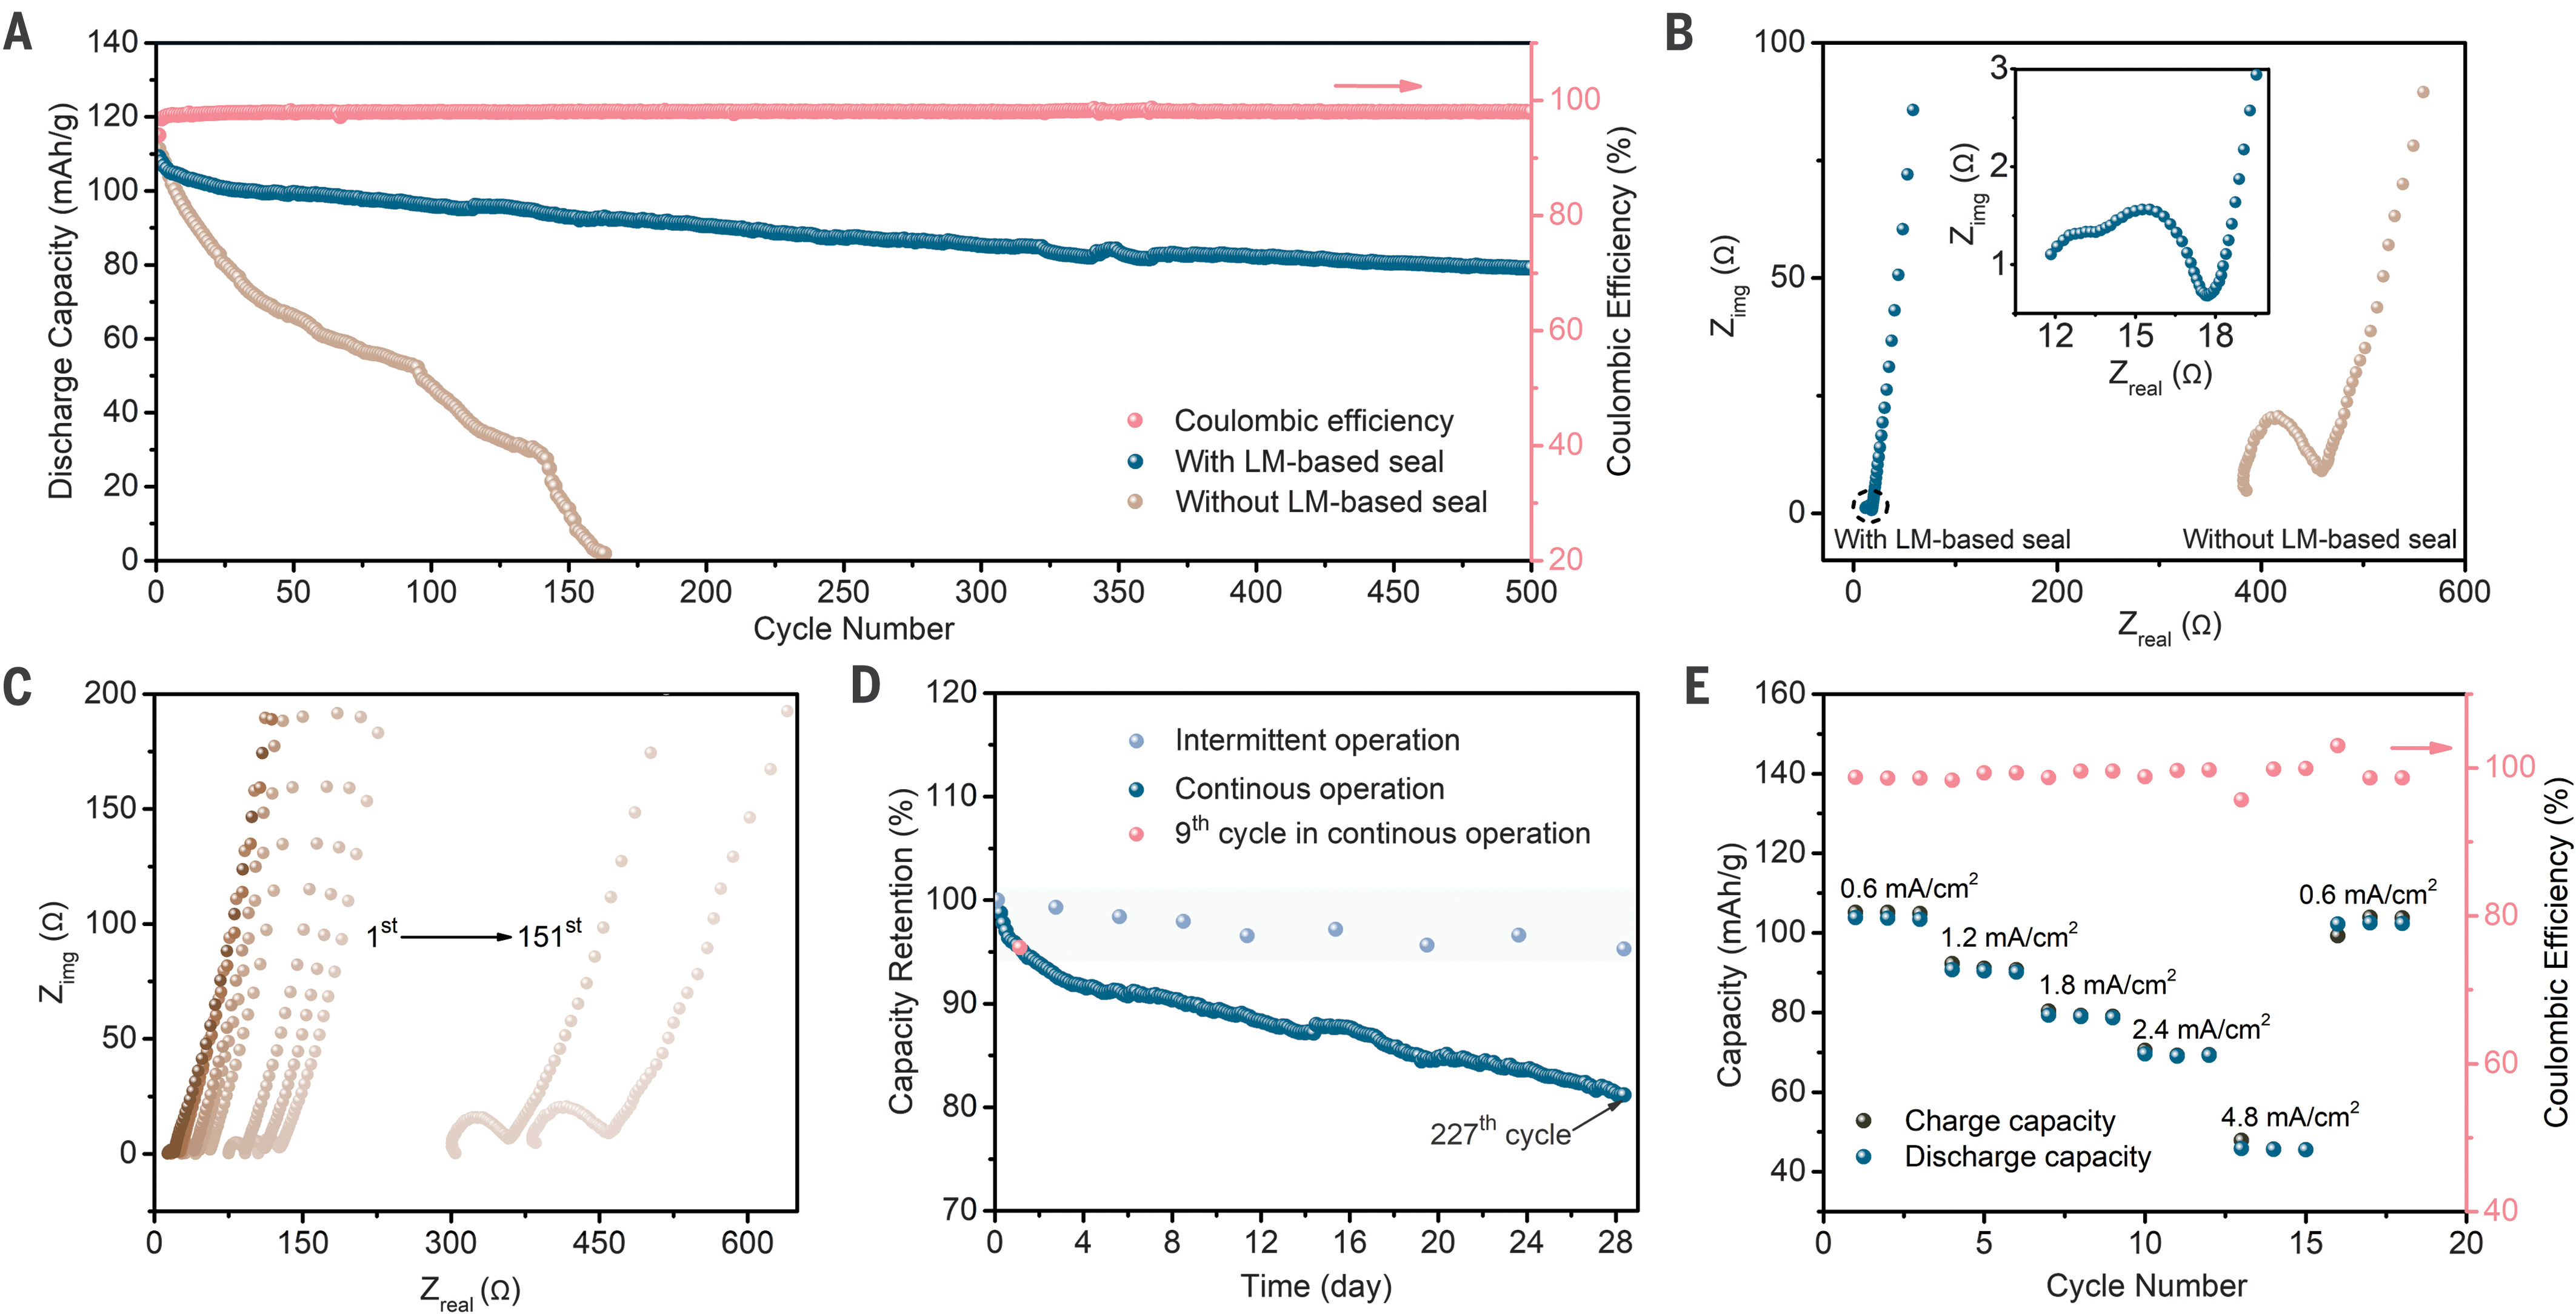 A
140
120
100
80
60
40
20
0
Discharge Capacity (mAh/g)
0 50 100 150 200 250 300 350 400 450 500
Cycle Number
100
80
60
40
20
Coulombic Efficiency (%)
Coulombic efficiency
With LM-based seal
Without LM-based seal
B
100
50
0
Z_img (Ω)
3
2
1
Z_img (Ω)
12 15 18
Z_real (Ω)
With LM-based seal
Without LM-based seal
0 200 400 600
Z_real (Ω)
C
200
150
100
50
0
Z_img (Ω)
1st
151st
0 150 300 450 600
Z_real (Ω)
D
120
110
100
90
80
70
Capacity Retention (%)
Intermittent operation
Continous operation
9th cycle in continous operation
227th cycle
0 4 8 12 16 20 24 28
Time (day)
E
160
140
120
100
80
60
40
Capacity (mAh/g)
0.6 mA/cm²
1.2 mA/cm²
1.8 mA/cm²
2.4 mA/cm²
4.8 mA/cm²
0.6 mA/cm²
Charge capacity
Discharge capacity
0 5 10 15 20
Cycle Number
100
80
60
40
Coulombic Efficiency (%)